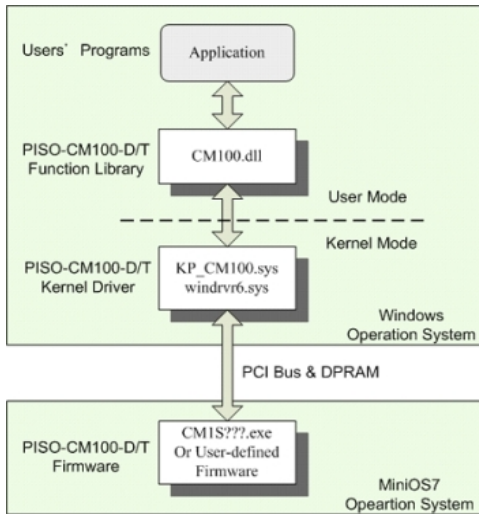 Users' Programs
Application
PISO-CM100-D/T
Function Library
CM100.dll
User Mode
Kernel Mode
PISO-CM100-D/T
Kernel Driver
KP_CM100.sys
windrvr6.sys
Windows
Operation System
PCI Bus & DPRAM
PISO-CM100-D/T
Firmware
CM1S???.exe
Or User-defined
Firmware
MiniOS7
Opeartion System